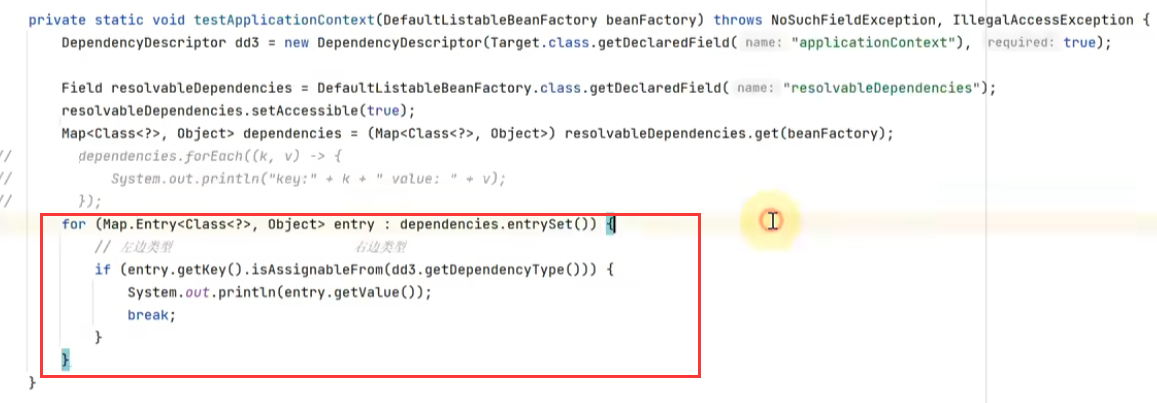 private static void testApplicationContext(DefaultListableBeanFactory beanFactory) throws NoSuchFieldException, IllegalAccessException {
DependencyDescriptor dd3 = new DependencyDescriptor(Target.class.getDeclaredField( name: "applicationContext"), required: true);
Field resolvableDependencies = DefaultListableBeanFactory.class.getDeclaredField( name: "resolvableDependencies");
resolvableDependencies.setAccessible(true);
Map<Class<?>, Object> dependencies = (Map<Class<?>, Object>) resolvableDependencies.get(beanFactory);
// dependencies.forEach((k, v) -> {
// System.out.println("key:" + k + " value: " + v);
// });
for (Map.Entry<Class<?>, Object> entry : dependencies.entrySet()) {
// 左边类型 右边类型
if (entry.getKey().isAssignableFrom(dd3.getDependencyType())) {
System.out.println(entry.getValue());
break;
}
}
}